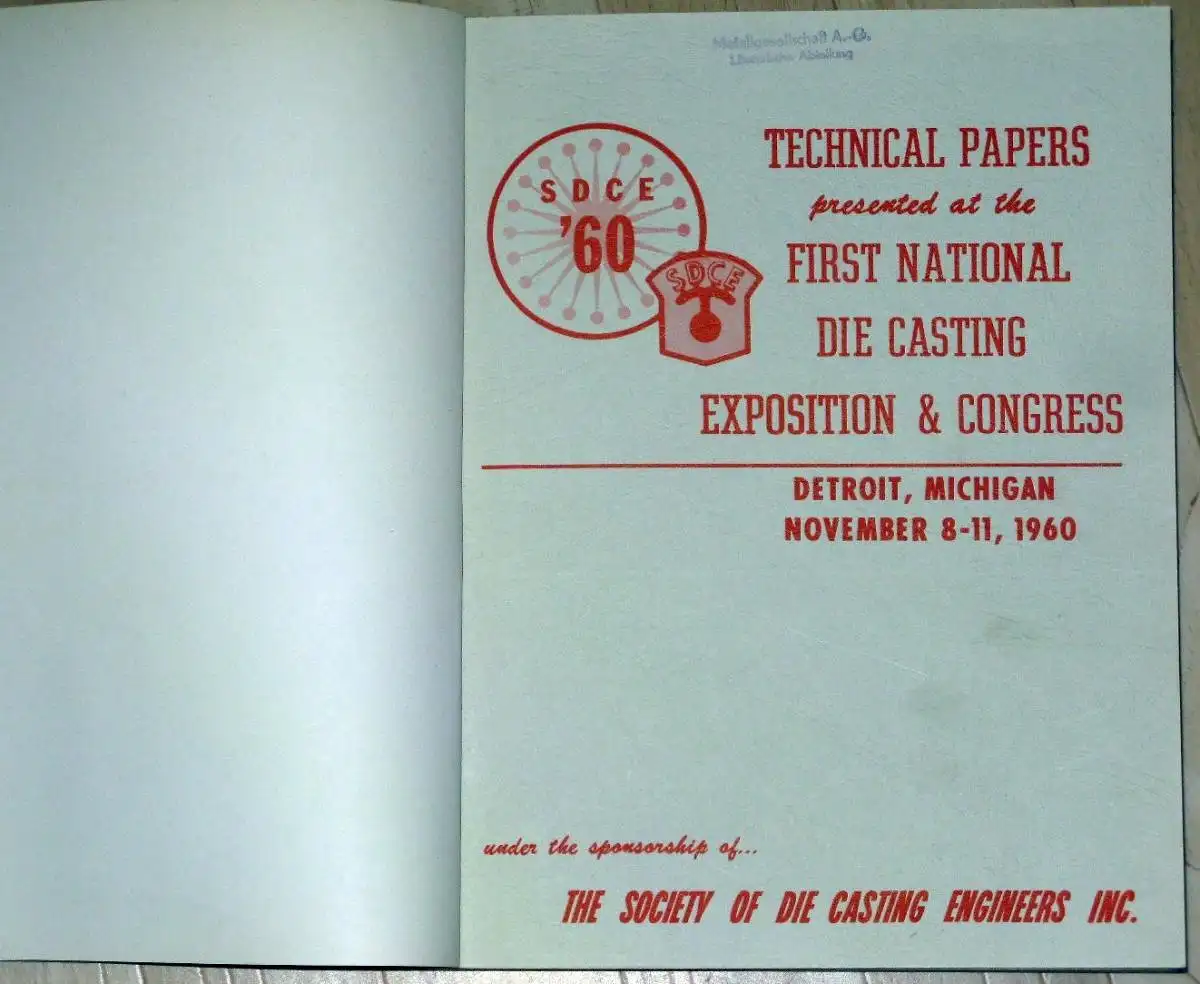 Metallgesellschaft A.-G.
Abteilung
SDCE
'60
SDCE
TECHNICAL PAPERS
presented at the
FIRST NATIONAL
DIE CASTING
EXPOSITION & CONGRESS
DETROIT, MICHIGAN
NOVEMBER 8-11, 1960
under the sponsorship of...
THE SOCIETY OF DIE CASTING ENGINEERS INC.